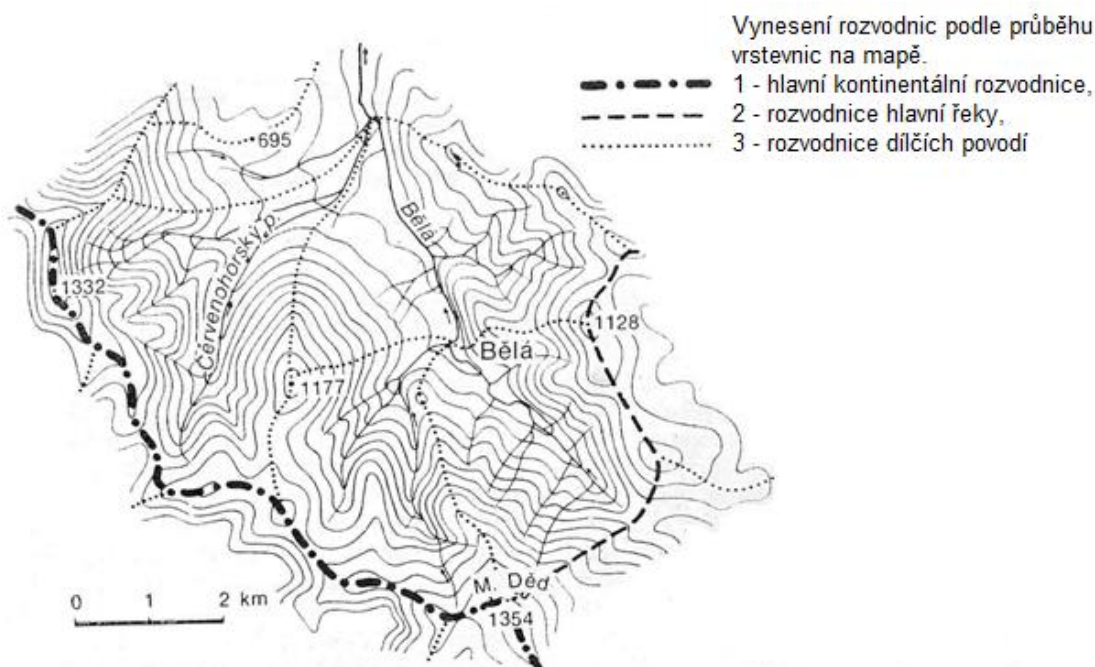 Vynesení rozvodnic podle průběhu
vrstevnic na mapě.
1 - hlavní kontinentální rozvodnice,
2 - rozvodnice hlavní řeky,
3 - rozvodnice dílčích povodí
695
Bělá
Červenohorský p.
1332
1128
Bělá
1177
M. Děd
1354
0 1 2 km